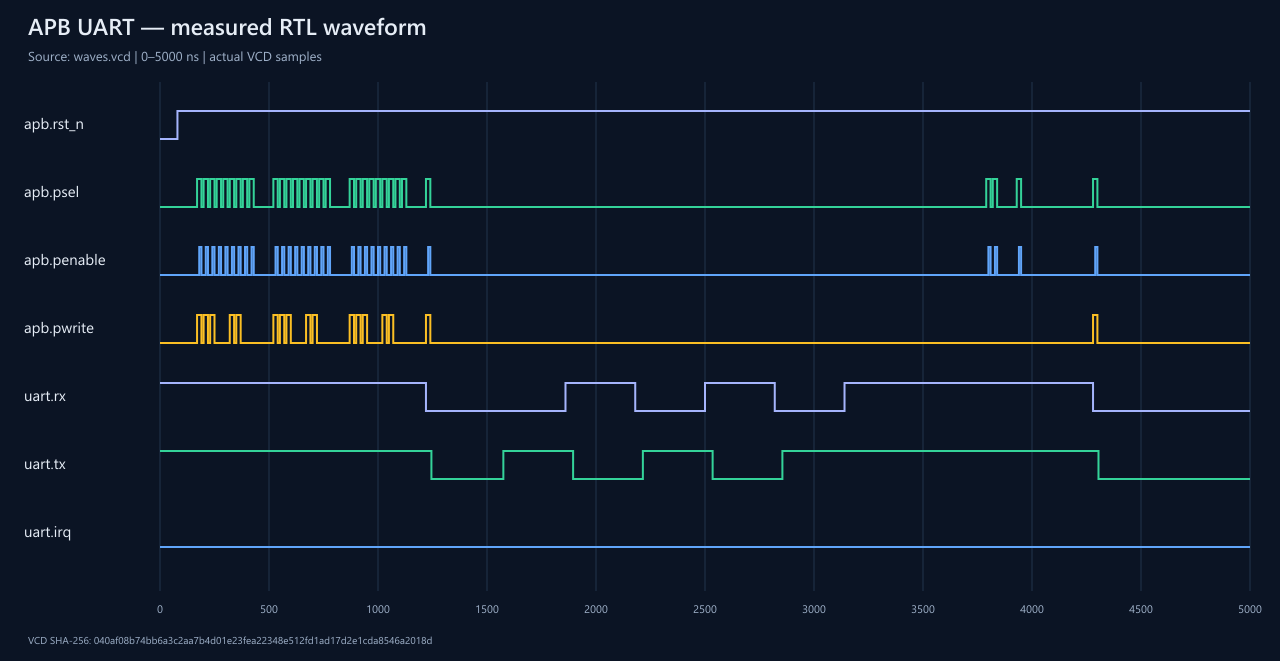 APB UART — measured RTL waveform
Source: waves.vcd | 0–5000 ns | actual VCD samples
apb.rst_n
apb.psel
apb.penable
apb.pwrite
uart.rx
uart.tx
uart.irq
0 500 1000 1500 2000 2500 3000 3500 4000 4500 5000
VCD SHA-256: 040af08b74bb6a3c2aa7b4d01e23fea22348e512fd1ad17d2e1cda8546a2018d